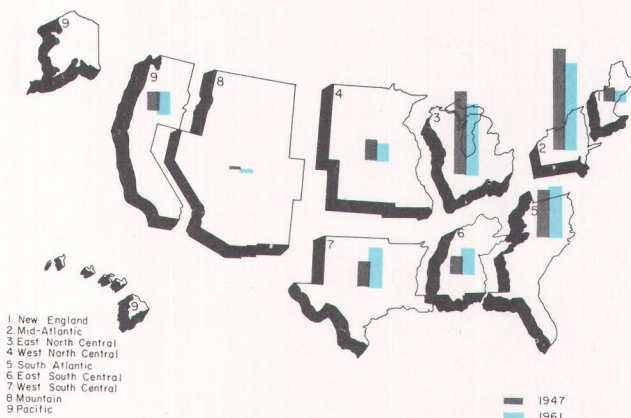 9
9
8
4
3
1
2
5
7
6
9
1 New England
2. Mid-Atlantic
3 East North Central
4 West North Central
5 South Atlantic
6. East South Central
7. West South Central
8 Mountain
9. Pacific
1947
1961